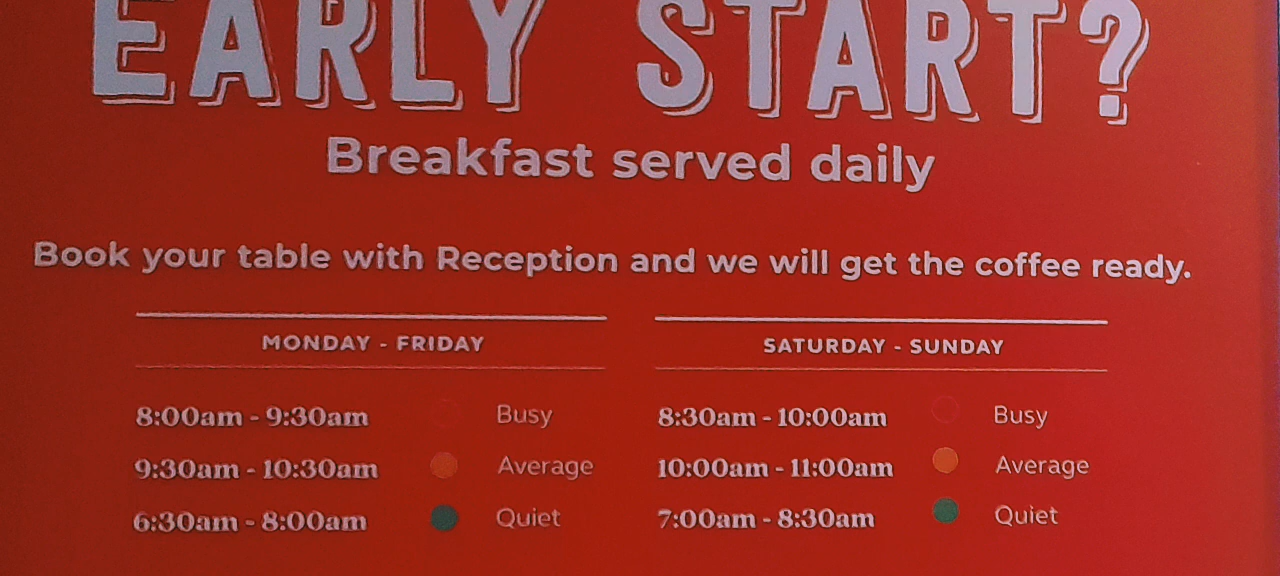 EARLY START?
Breakfast served daily
Book your table with Reception and we will get the coffee ready.
MONDAY - FRIDAY
8:00am - 9:30am Busy
9:30am - 10:30am Average
6:30am - 8:00am Quiet
SATURDAY - SUNDAY
8:30am - 10:00am Busy
10:00am - 11:00am Average
7:00am - 8:30am Quiet